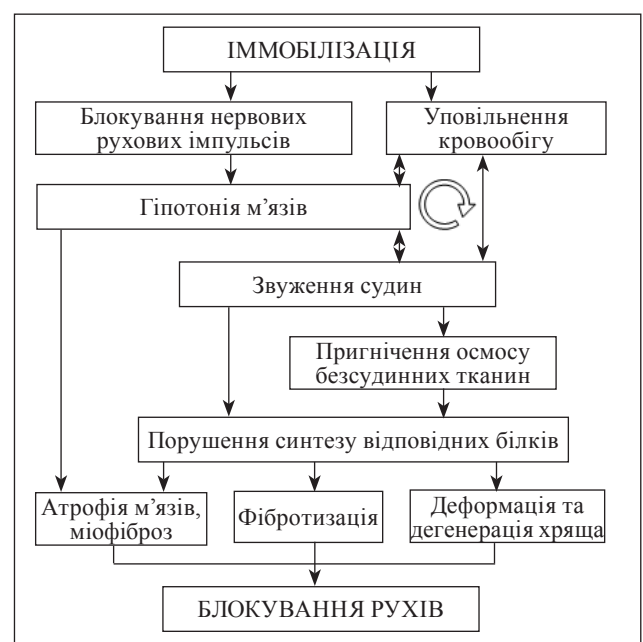 ІММОБІЛІЗАЦІЯ
Блокування нервових
рухових імпульсів
Уповільнення
кровообігу
Гіпотонія м’язів
Звуження судин
Пригнічення осмосу
безсудинних тканин
Порушення синтезу відповідних білків
Атрофія м’язів,
міофіброз
Фібротизація
Деформація та
дегенерація хряща
БЛОКУВАННЯ РУХІВ